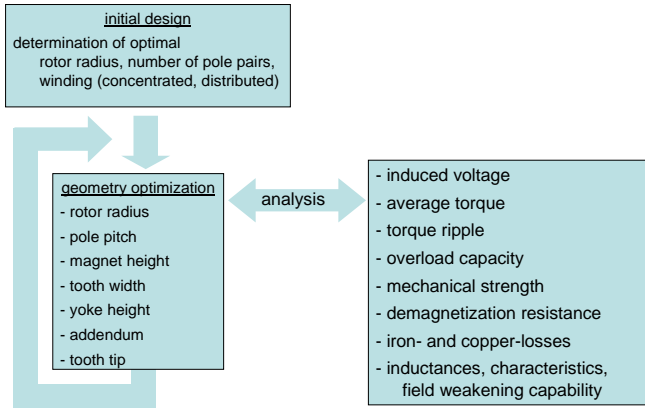 initial design
determination of optimal
rotor radius, number of pole pairs,
winding (concentrated, distributed)
geometry optimization
- rotor radius
- pole pitch
- magnet height
- tooth width
- yoke height
- addendum
- tooth tip
analysis
- induced voltage
- average torque
- torque ripple
- overload capacity
- mechanical strength
- demagnetization resistance
- iron- and copper-losses
- inductances, characteristics,
field weakening capability